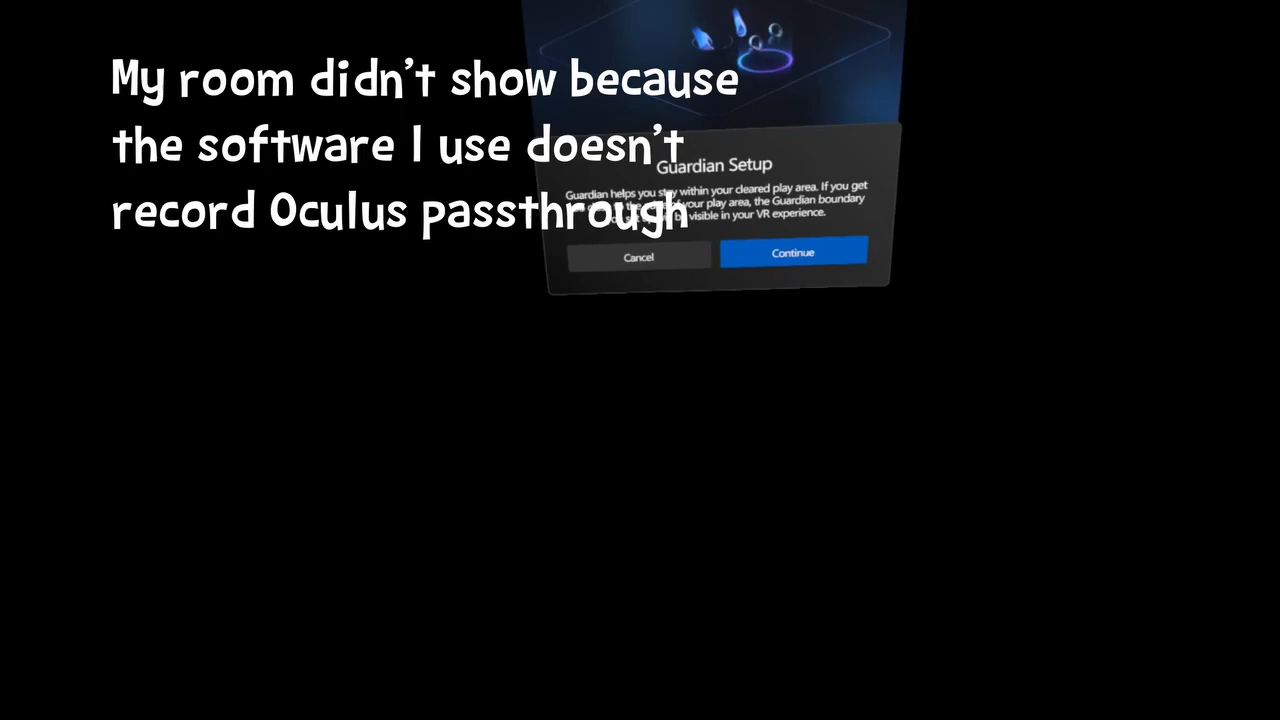 My room didn't show because
the software I use doesn't
record Oculus passthrough
Guardian Setup
Guardian helps you stay within your cleared play area. If you get
the your play area, the Guardian boundary
be visible in your VR experience.
Cancel
Continue